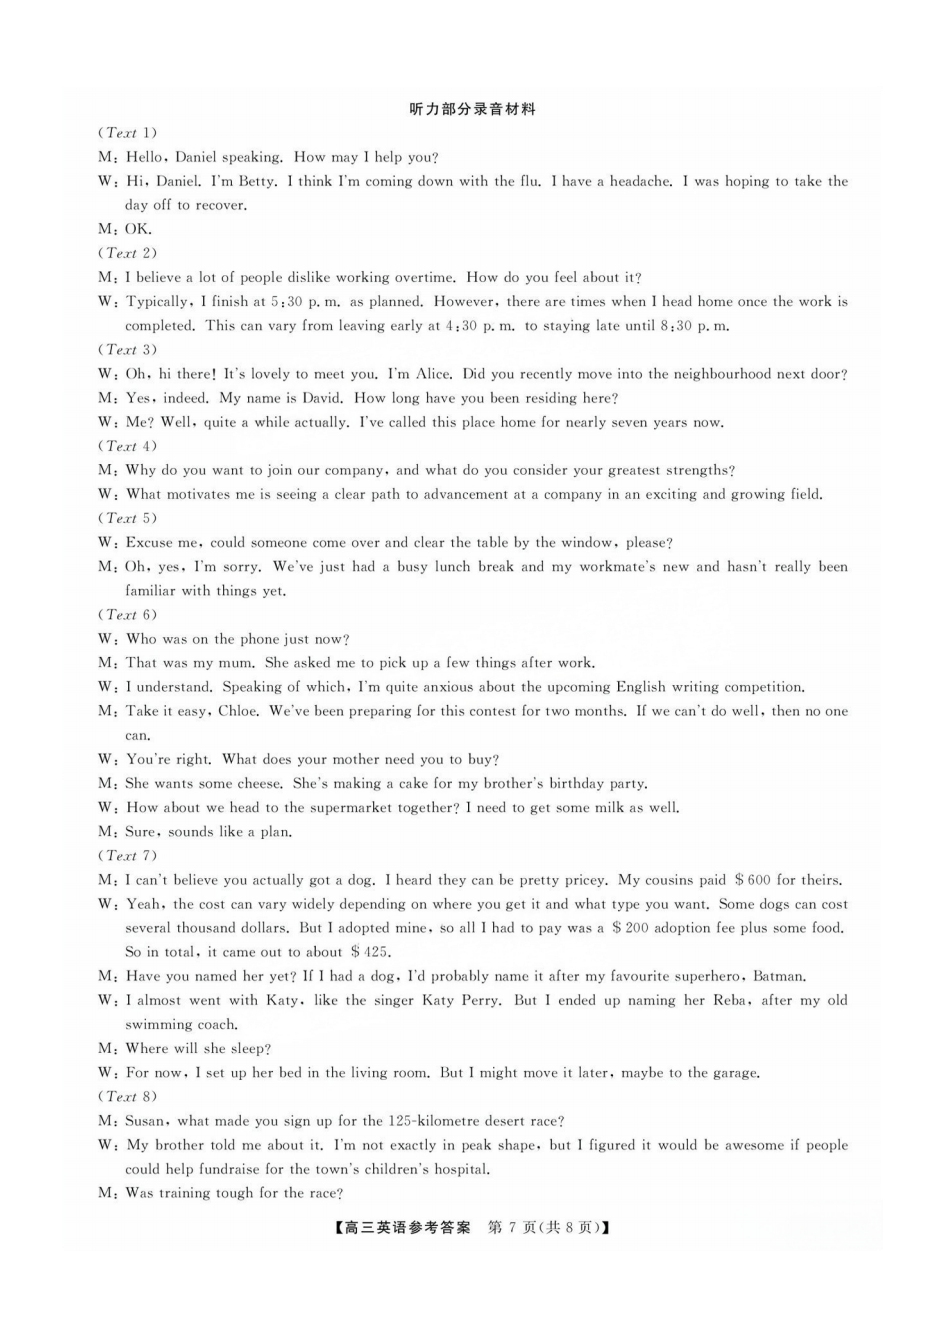 听力部分录音材料
(Text 1)
M: Hello, Daniel speaking. How may I help you?
W: Hi, Daniel. I'm Betty. I think I'm coming down with the flu. I have a headache. I was hoping to take the
day off to recover.
M: OK.
(Text 2)
M: I believe a lot of people dislike working overtime. How do you feel about it?
W: Typically, I finish at 5:30 p.m. as planned. However, there are times when I head home once the work is
completed. This can vary from leaving early at 4:30 p.m. to staying late until 8:30 p.m.
(Text 3)
W: Oh, hi there! It's lovely to meet you. I'm Alice. Did you recently move into the neighbourhood next door?
M: Yes, indeed. My name is David. How long have you been residing here?
W: Me? Well, quite a while actually. I've called this place home for nearly seven years now.
(Text 4)
M: Why do you want to join our company, and what do you consider your greatest strengths?
W: What motivates me is seeing a clear path to advancement at a company in an exciting and growing field.
(Text 5)
W: Excuse me, could someone come over and clear the table by the window, please?
M: Oh, yes, I'm sorry. We've just had a busy lunch break and my workmate's new and hasn't really been
familiar with things yet.
(Text 6)
W: Who was on the phone just now?
M: That was my mum. She asked me to pick up a few things after work.
W: I understand. Speaking of which, I'm quite anxious about the upcoming English writing competition.
M: Take it easy, Chloe. We've been preparing for this contest for two months. If we can't do well, then no one
can.
W: You're right. What does your mother need you to buy?
M: She wants some cheese. She's making a cake for my brother's birthday party.
W: How about we head to the supermarket together? I need to get some milk as well.
M: Sure, sounds like a plan.
(Text 7)
M: I can't believe you actually got a dog. I heard they can be pretty pricey. My cousins paid $600 for theirs.
W: Yeah, the cost can vary widely depending on where you get it and what type you want. Some dogs can cost
several thousand dollars. But I adopted mine, so all I had to pay was a $200 adoption fee plus some food.
So in total, it came out to about $425.
M: Have you named her yet? If I had a dog, I'd probably name it after my favourite superhero, Batman.
W: I almost went with Katy, like the singer Katy Perry. But I ended up naming her Reba, after my old
swimming coach.
M: Where will she sleep?
W: For now, I set up her bed in the living room. But I might move it later, maybe to the garage.
(Text 8)
M: Susan, what made you sign up for the 125-kilometre desert race?
W: My brother told me about it. I'm not exactly in peak shape, but I figured it would be awesome if people
could help fundraise for the town's children's hospital.
M: Was training tough for the race?
【高三英语参考答案 第 7 页(共 8 页)】